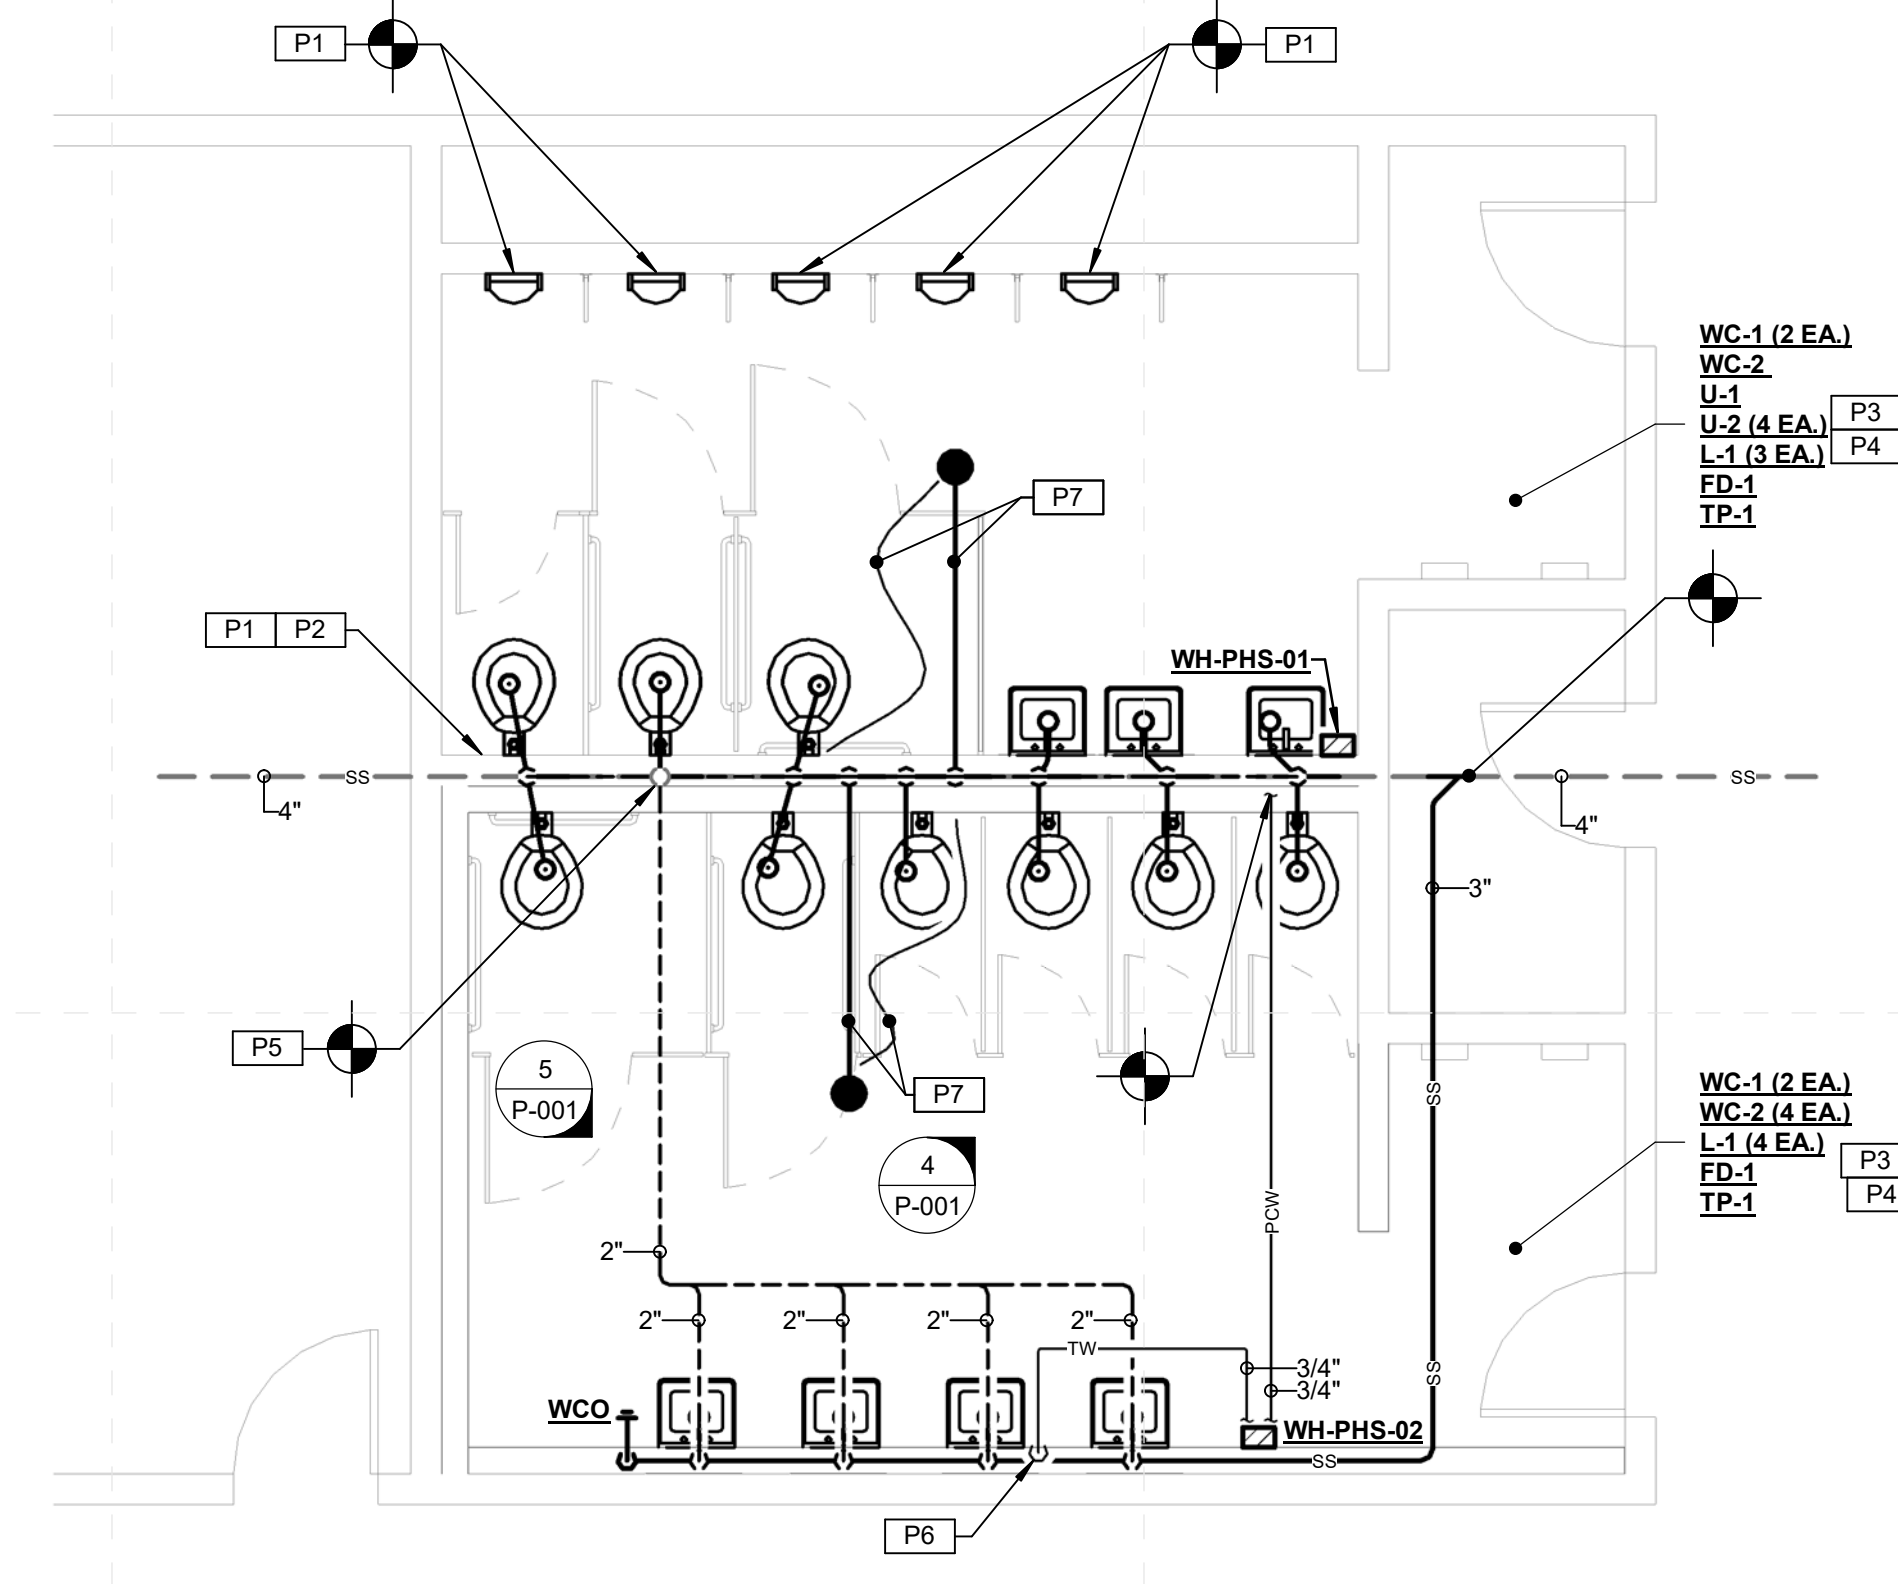 P1
P1
WC-1 (2 EA.)
WC-2
U-1
U-2 (4 EA.)
L-1 (3 EA.)
FD-1
TP-1
P3
P4
P7
P1 P2
WH-PHS-01
SS
SS
4"
4"
3"
P5
5
P-001
P7
4
P-001
SS
WC-1 (2 EA.)
WC-2 (4 EA.)
L-1 (4 EA.)
FD-1
TP-1
P3
P4
PCW
2"
2"
2"
2"
2"
TW
3/4"
3/4"
SS
WCO
WH-PHS-02
SS
P6